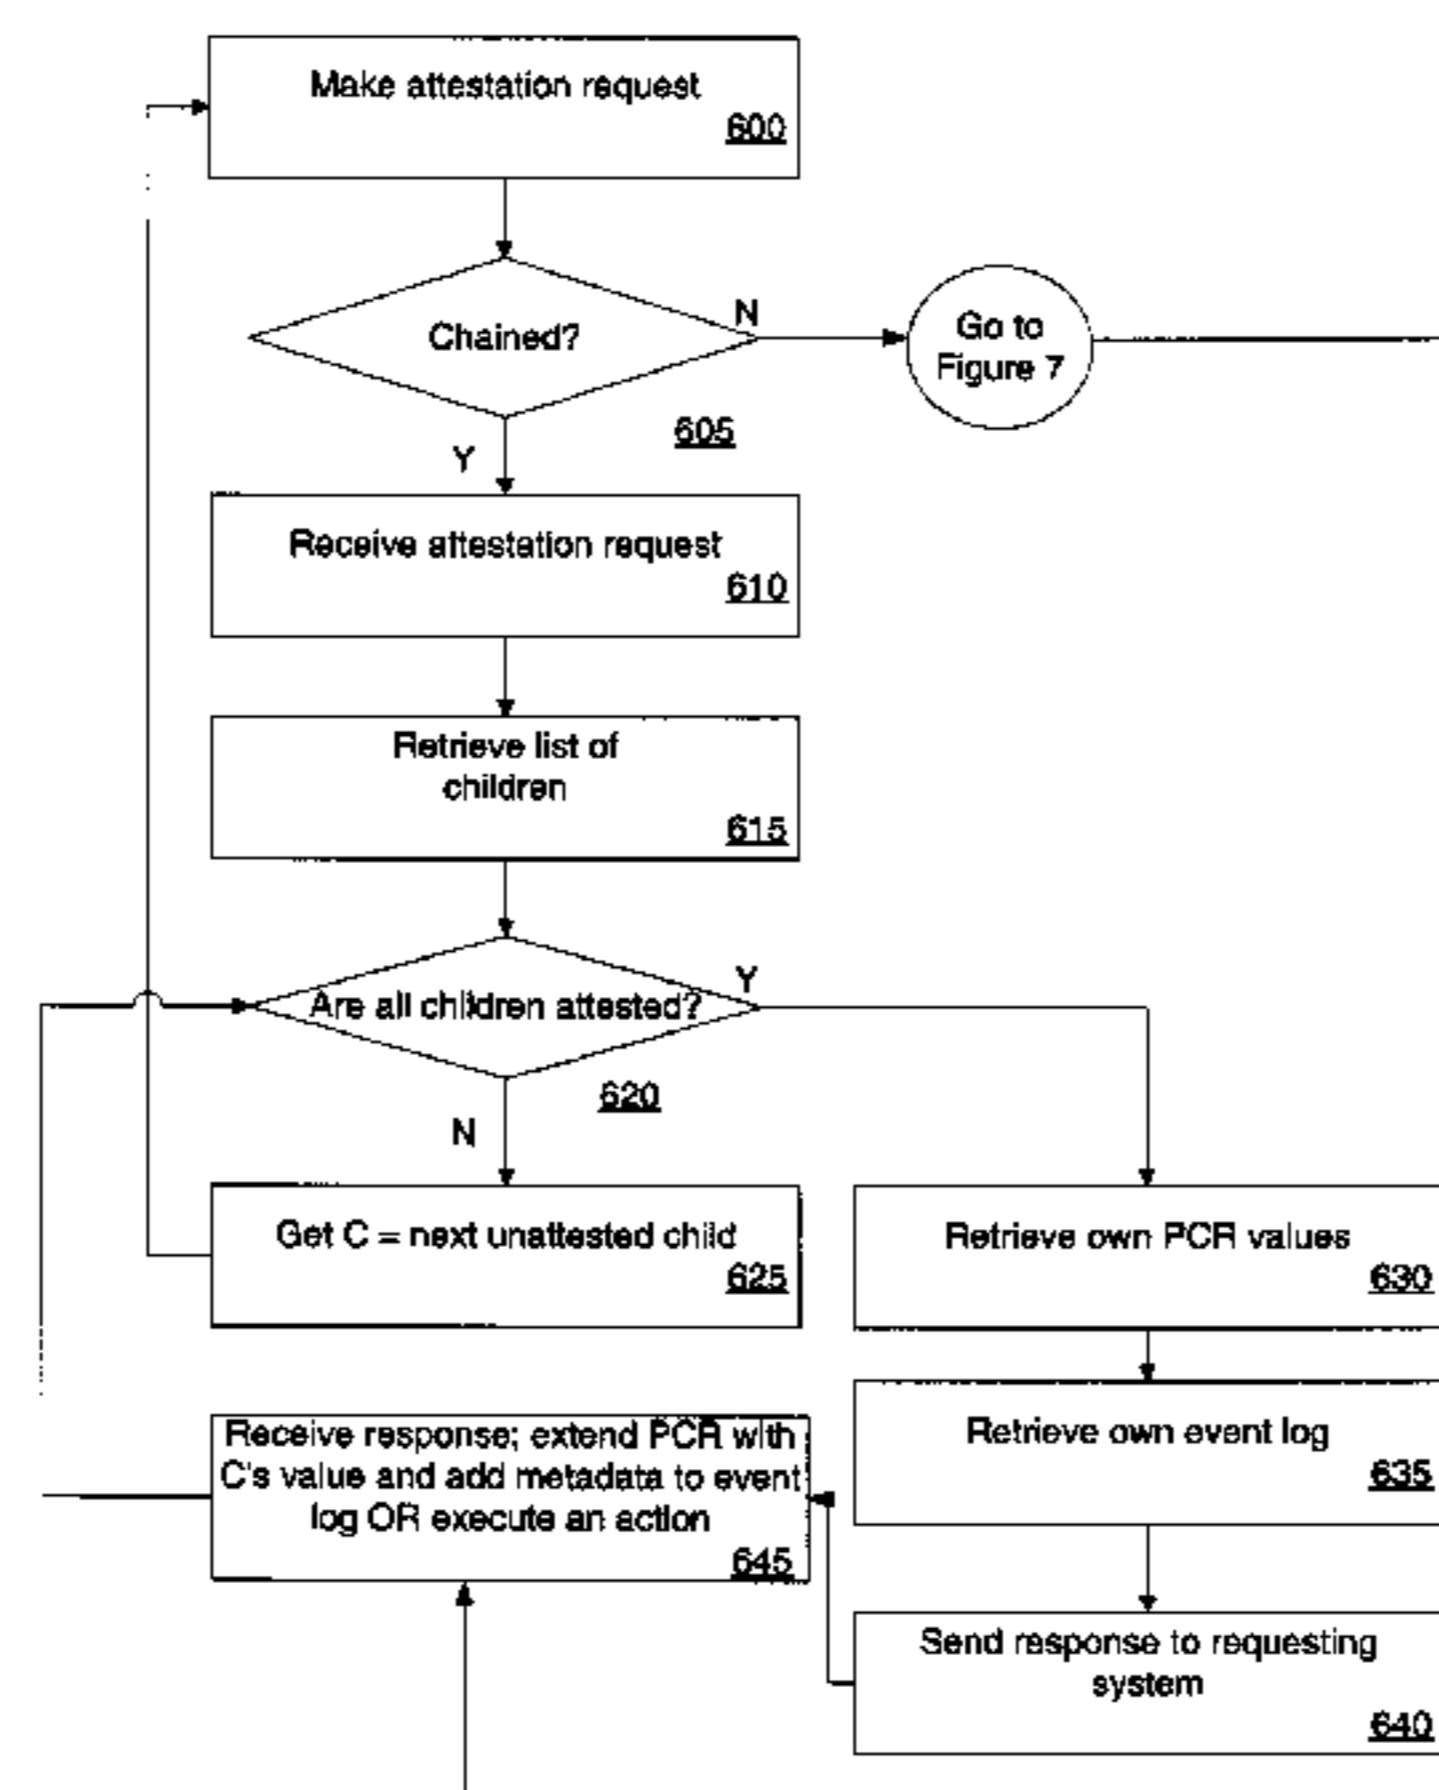 Make attestation request
600
Chained?
N
Go to
Figure 7
605
Y
Receive attestation request
610
Retrieve list of
children
615
Are all children attested?
Y
620
N
Get C = next unattested child
625
Retrieve own PCR values
630
Retrieve own event log
635
Receive response; extend PCR with
C's value and add metadata to event
log OR execute an action
645
Send response to requesting
system
640